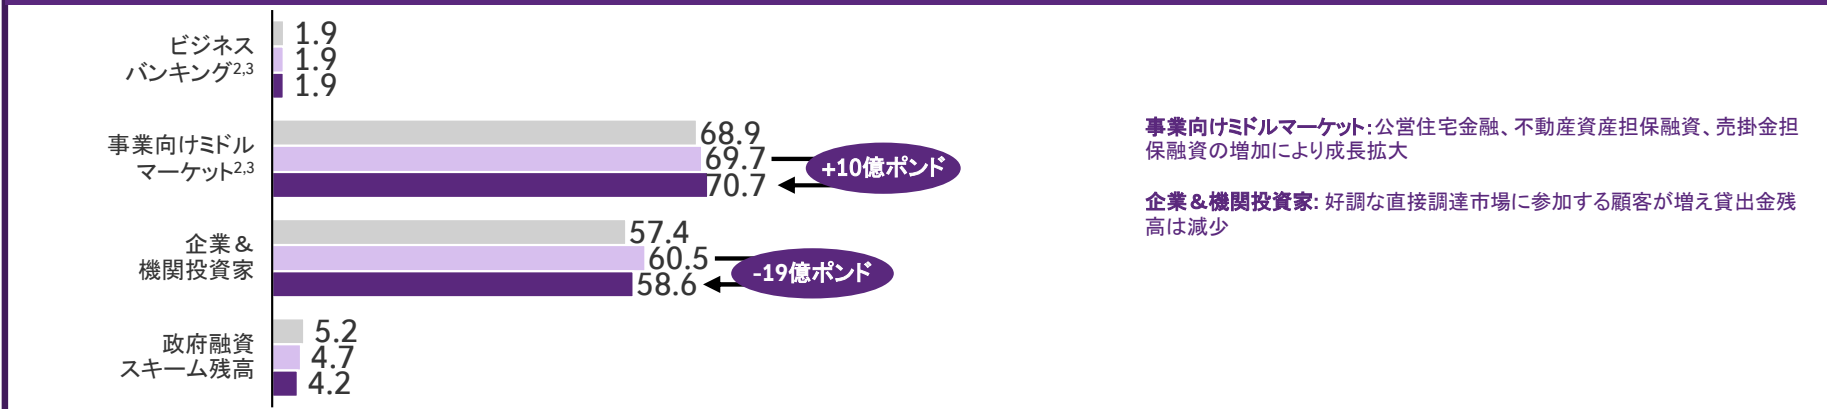 ビジネス
バンキング2,3
1.9
1.9
1.9
事業向けミドル
マーケット2,3
68.9
69.7
70.7
+10億ポンド
企業＆
機関投資家
57.4
60.5
58.6
-19億ポンド
政府融資
スキーム残高
5.2
4.7
4.2
事業向けミドルマーケット：公営住宅金融、不動産資産担保融資、売掛金担
保融資の増加により成長拡大
企業＆機関投資家: 好調な直接調達市場に参加する顧客が増え貸出金残
高は減少